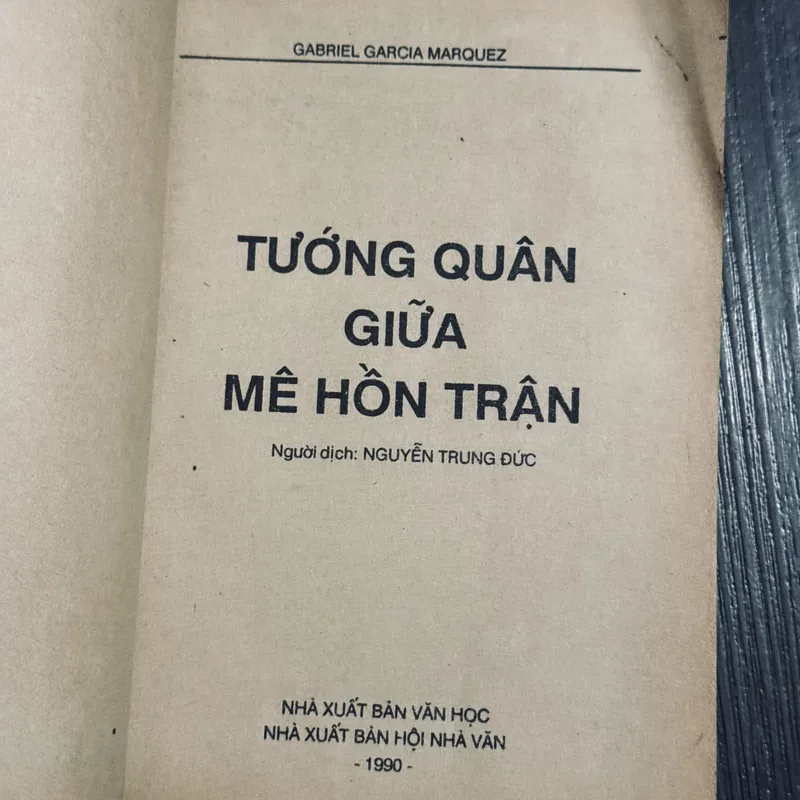 GABRIEL GARCIA MARQUEZ
TƯỚNG QUÂN
GIỮA
MÊ HỒN TRẬN
Người dịch: NGUYỄN TRUNG ĐỨC
NHÀ XUẤT BẢN VĂN HỌC
NHÀ XUẤT BẢN HỘI NHÀ VĂN
- 1990 -